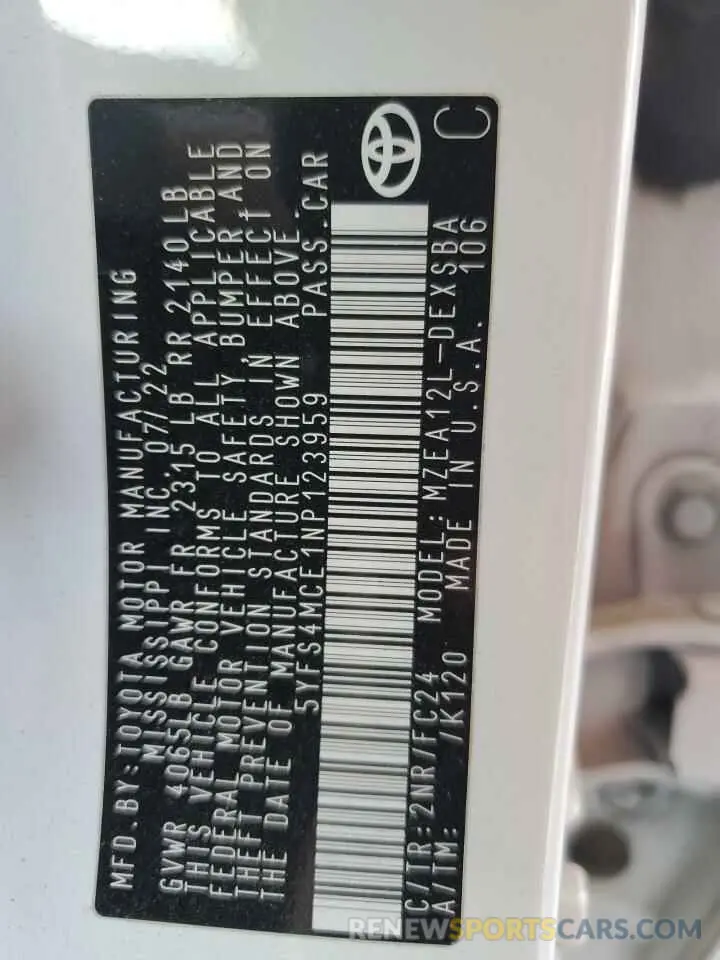 MFD. BY: TOYOTA MOTOR MANUFACTURING
MISSISSIPPI INC. 07/22
GVWR 4065LB GAWR FR 2315 LB RR 2140 LB
THIS VEHICLE CONFORMS TO ALL APPLICABLE
FEDERAL MOTOR VEHICLE SAFETY, BUMPER, AND
THEFT PREVENTION STANDARDS IN EFFECT ON
THE DATE OF MANUFACTURE SHOWN ABOVE.
5YFS4MCE1NP123959 PASS. CAR
C/TR: 2NR/FC24 MODEL: MZEA12L-DEXSBA
A/TM: /K120 MADE IN U.S.A. 106
C
RENEWSPORTSCARS.COM